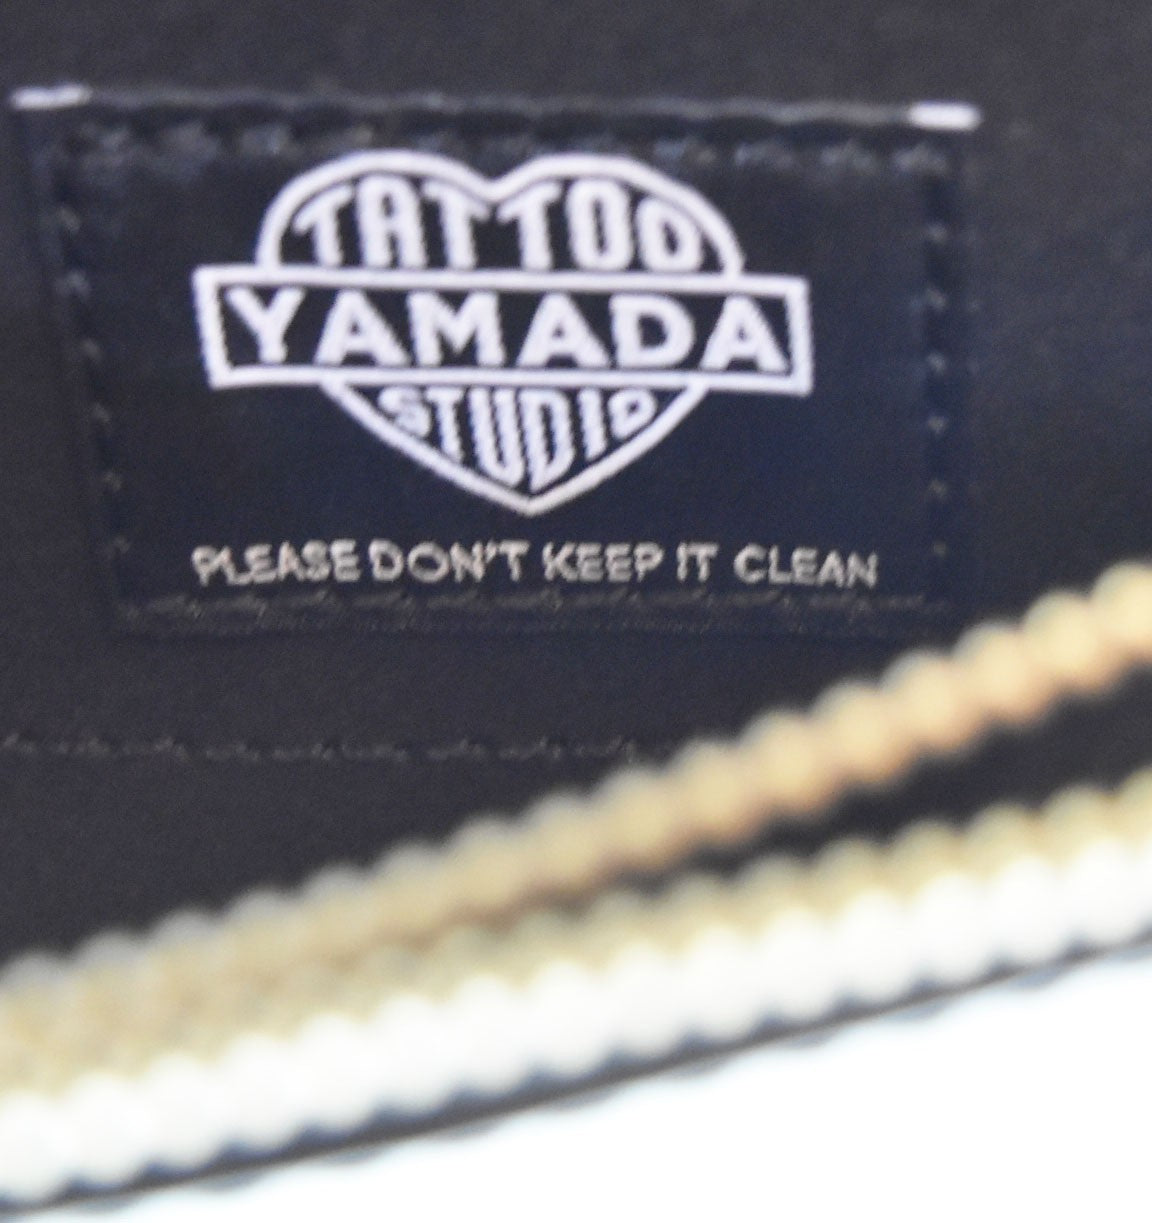 TATTOO
YAMADA
STUDIO
PLEASE DON'T KEEP IT CLEAN